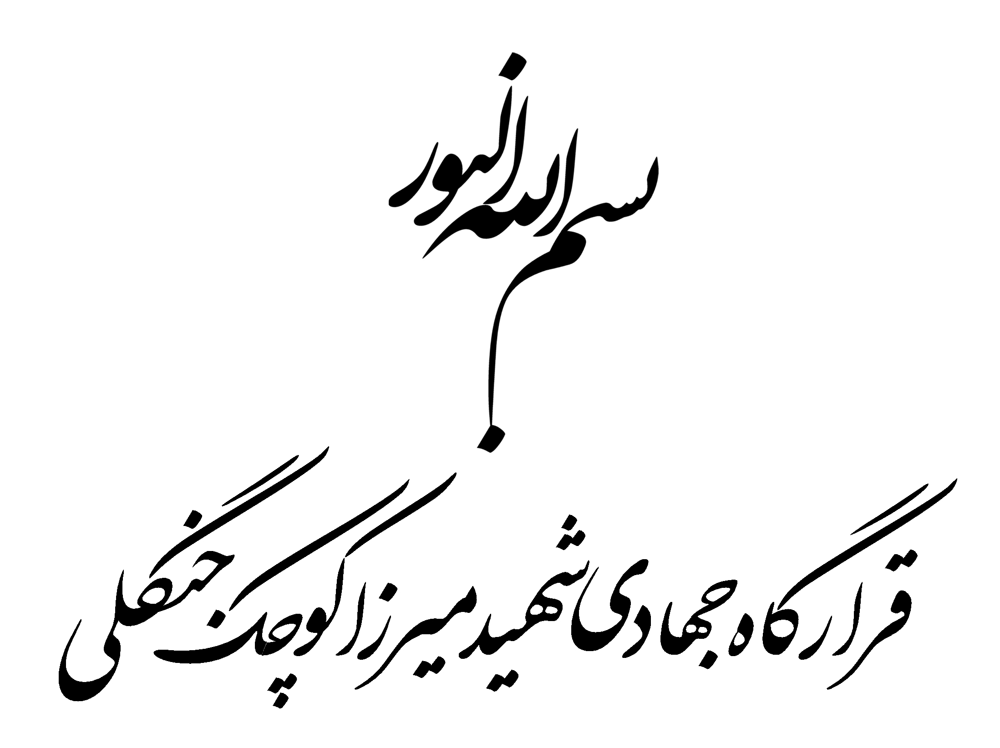 بسم الله النور
قرارگاه جهادی شهید میرزا کوچک جنگلی